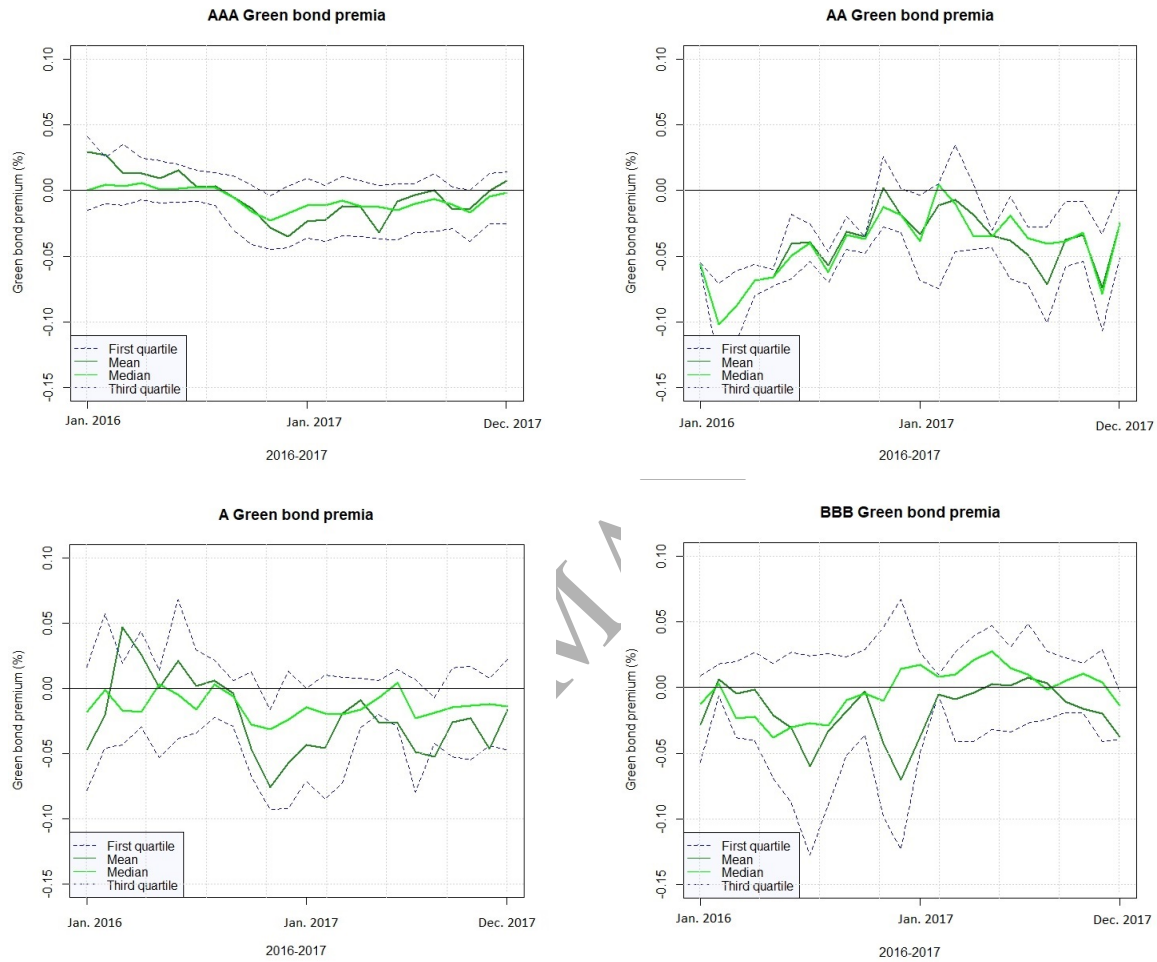 AAA Green bond premia
Green bond premium (%)
0.10
0.05
0.00
-0.05
-0.10
-0.15
First quartile
Mean
Median
Third quartile
Jan. 2016
Jan. 2017
Dec. 2017
2016-2017
AA Green bond premia
Green bond premium (%)
0.10
0.05
0.00
-0.05
-0.10
-0.15
First quartile
Mean
Median
Third quartile
Jan. 2016
Jan. 2017
Dec. 2017
2016-2017
A Green bond premia
Green bond premium (%)
0.10
0.05
0.00
-0.05
-0.10
-0.15
First quartile
Mean
Median
Third quartile
Jan. 2016
Jan. 2017
Dec. 2017
2016-2017
M
BBB Green bond premia
Green bond premium (%)
0.10
0.05
0.00
-0.05
-0.10
-0.15
First quartile
Mean
Median
Third quartile
Jan. 2016
Jan. 2017
Dec. 2017
2016-2017